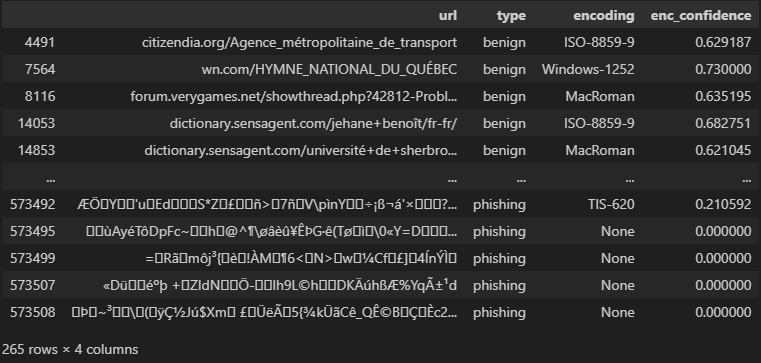 url type encoding enc_confidence
4491 citizendia.org/Agence_métropolitaine_de_transport benign ISO-8859-9 0.629187
7564 wn.com/HYMNE_NATIONAL_DU_QUÉBEC benign Windows-1252 0.730000
8116 forum.verygames.net/showthread.php?42812-Probl... benign MacRoman 0.635195
14053 dictionary.sensagent.com/jehane+benoît/fr-fr/ benign ISO-8859-9 0.682751
14853 dictionary.sensagent.com/université+de+sherbro... benign MacRoman 0.621045
... ... ... ... ...
573492 ÆÖ▯Y▯▯'u▯Ed▯▯▯S*Z▯£▯▯ñ>▯7ñ▯V\pìnY▯▯÷¡ß¬á'×▯▯▯?... phishing TIS-620 0.210592
573495 ▯▯ùAyéTôDpFc~▯▯h▯@^¶\øâèû¥ÊÞG·ê(Tø▯ì▯\0«Y=D▯▯▯... phishing None 0.000000
573499 =▯Rã▯môj³{▯è▯!ÀM▯¶6<▯N>▯w▯¼Cf▯£]▯4ÍnÝÌ▯ phishing None 0.000000
573507 «Dü▯▯éºþ +▯ZIdN▯▯Ö-▯▯Ih9L©h▯▯DKÄúhßÆ%YqÃ±¹d phishing None 0.000000
573508 ▯Þ▯~³▯▯\▯(▯ÿÇ½Jú$Xm▯ £▯ÜëÃ▯5{¾kÜãCê_QÊ©B▯Ç▯Èc2... phishing None 0.000000
265 rows × 4 columns